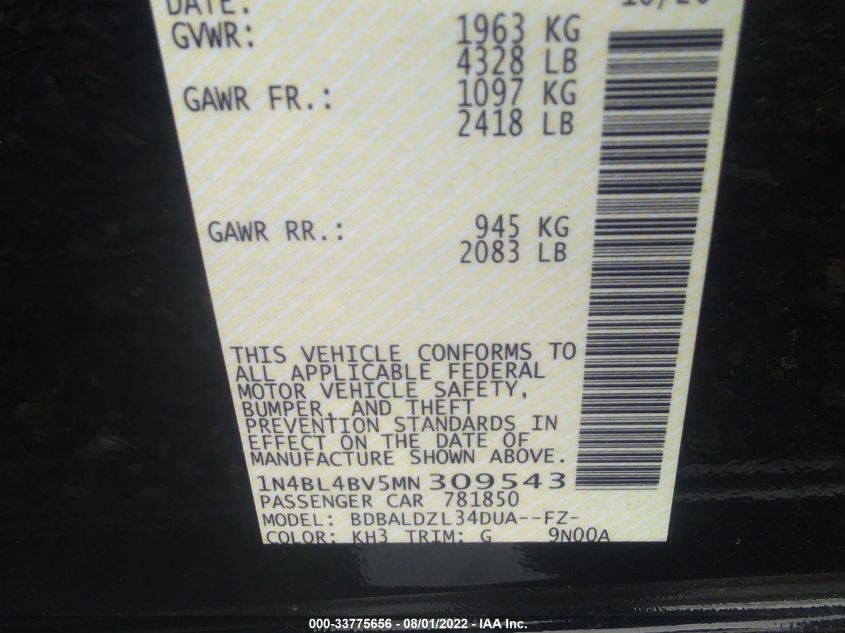 DATE:
GVWR: 1963 KG
4328 LB
GAWR FR.: 1097 KG
2418 LB
GAWR RR.: 945 KG
2083 LB
THIS VEHICLE CONFORMS TO
ALL APPLICABLE FEDERAL
MOTOR VEHICLE SAFETY,
BUMPER, AND THEFT
PREVENTION STANDARDS IN
EFFECT ON THE DATE OF
MANUFACTURE SHOWN ABOVE.
1N4BL4BV5MN309543
PASSENGER CAR 781850
MODEL: BDBALDZL34DUA--FZ-
COLOR: KH3 TRIM: G 9N00A
000-33775656 - 08/01/2022 - IAA Inc.